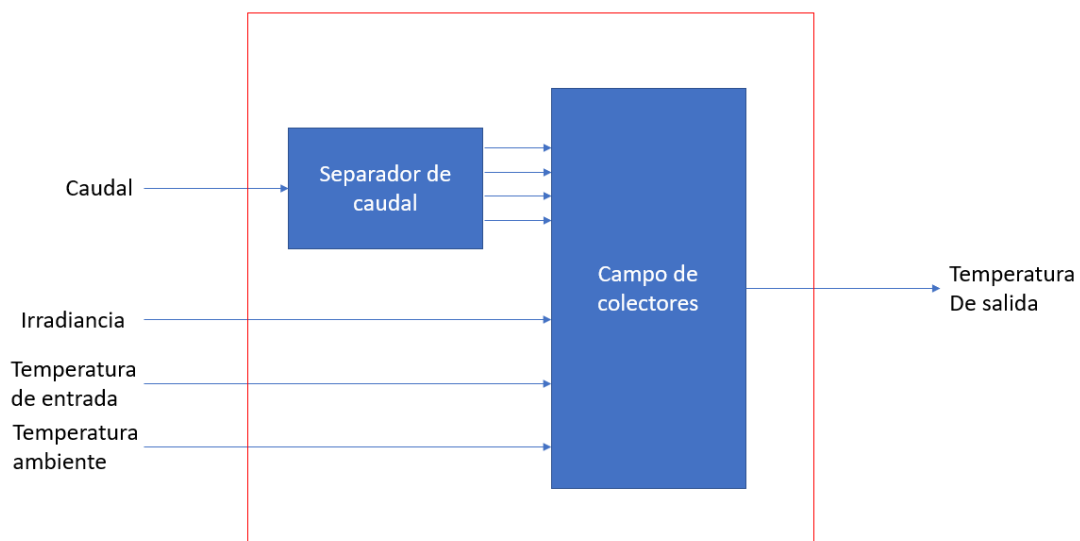 Separador de
caudal
Caudal
Campo de
colectores
Temperatura
De salida
Irradiancia
Temperatura
de entrada
Temperatura
ambiente